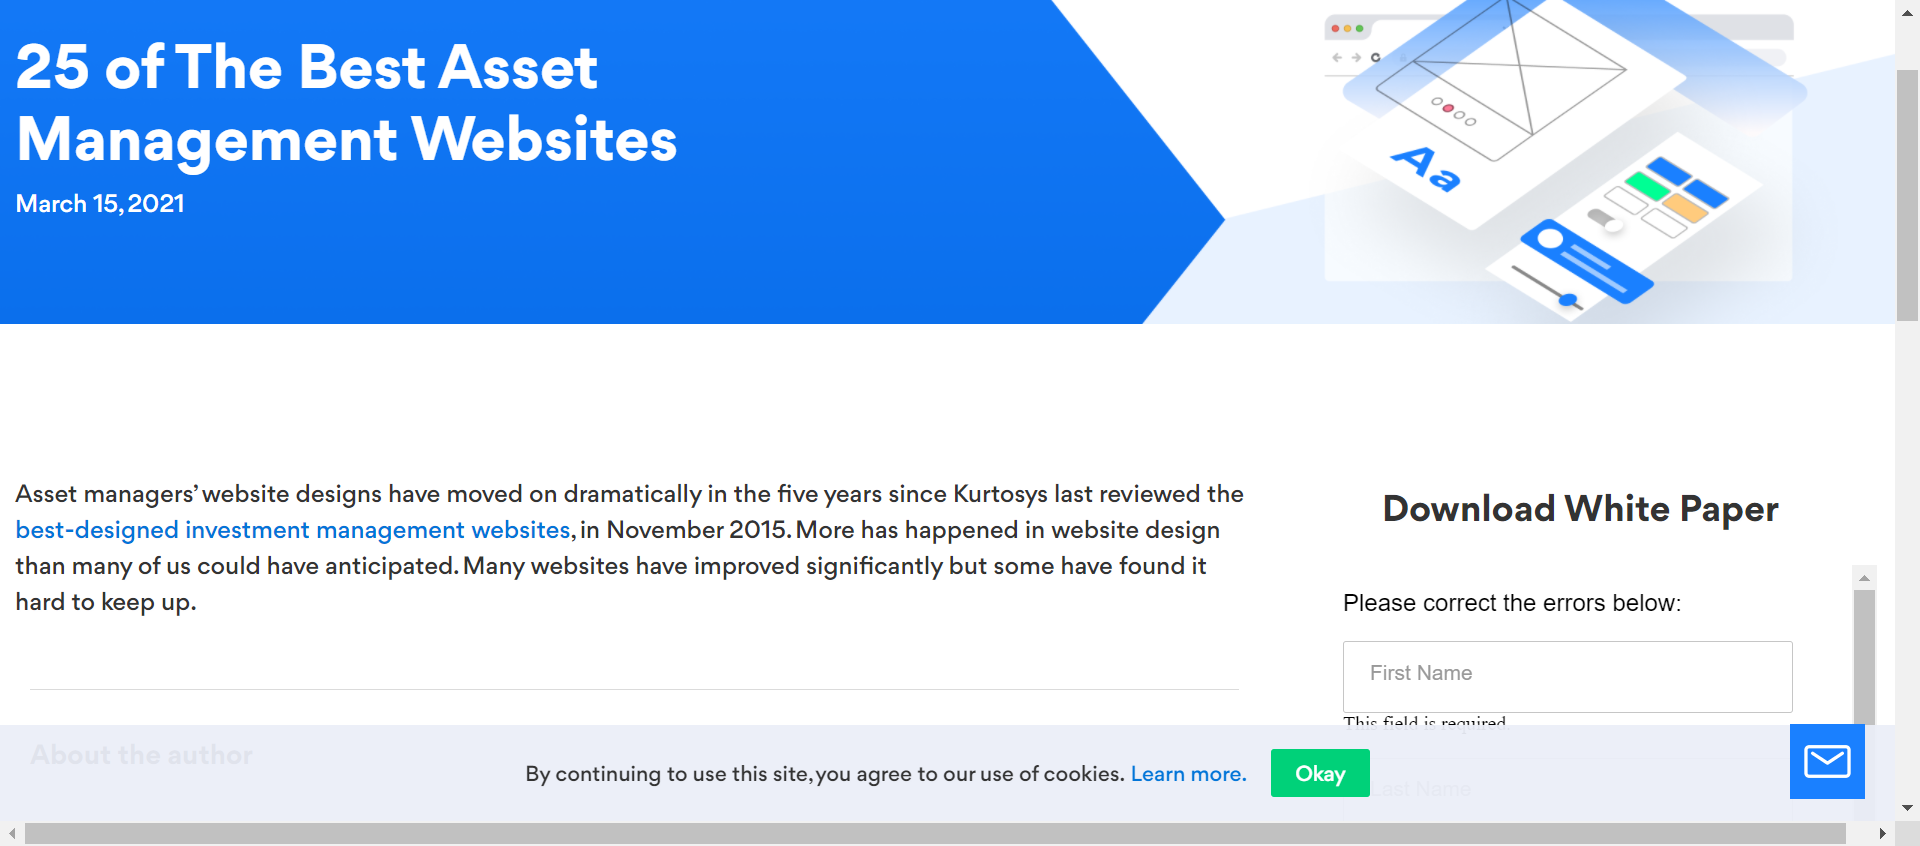 25 of The Best Asset
Management Websites
March 15, 2021
Aa
Asset managers’ website designs have moved on dramatically in the five years since Kurtosys last reviewed the
best-designed investment management websites, in November 2015. More has happened in website design
than many of us could have anticipated. Many websites have improved significantly but some have found it
hard to keep up.
Download White Paper
Please correct the errors below:
First Name
This field is required.
About the author
By continuing to use this site, you agree to our use of cookies. Learn more.
Okay
Last Name